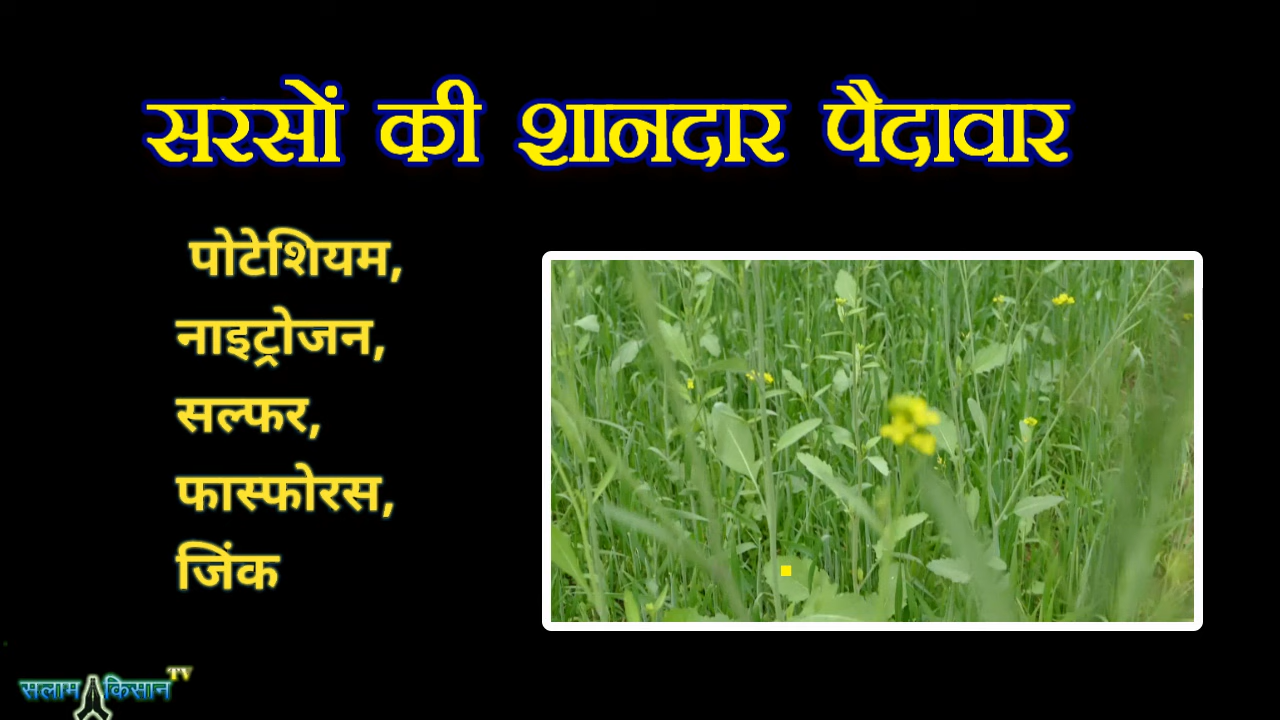 सरसों की शानदार पैदावार
पोटेशियम,
नाइट्रोजन,
सल्फर,
फास्फोरस,
जिंक
सलाम किसान TV